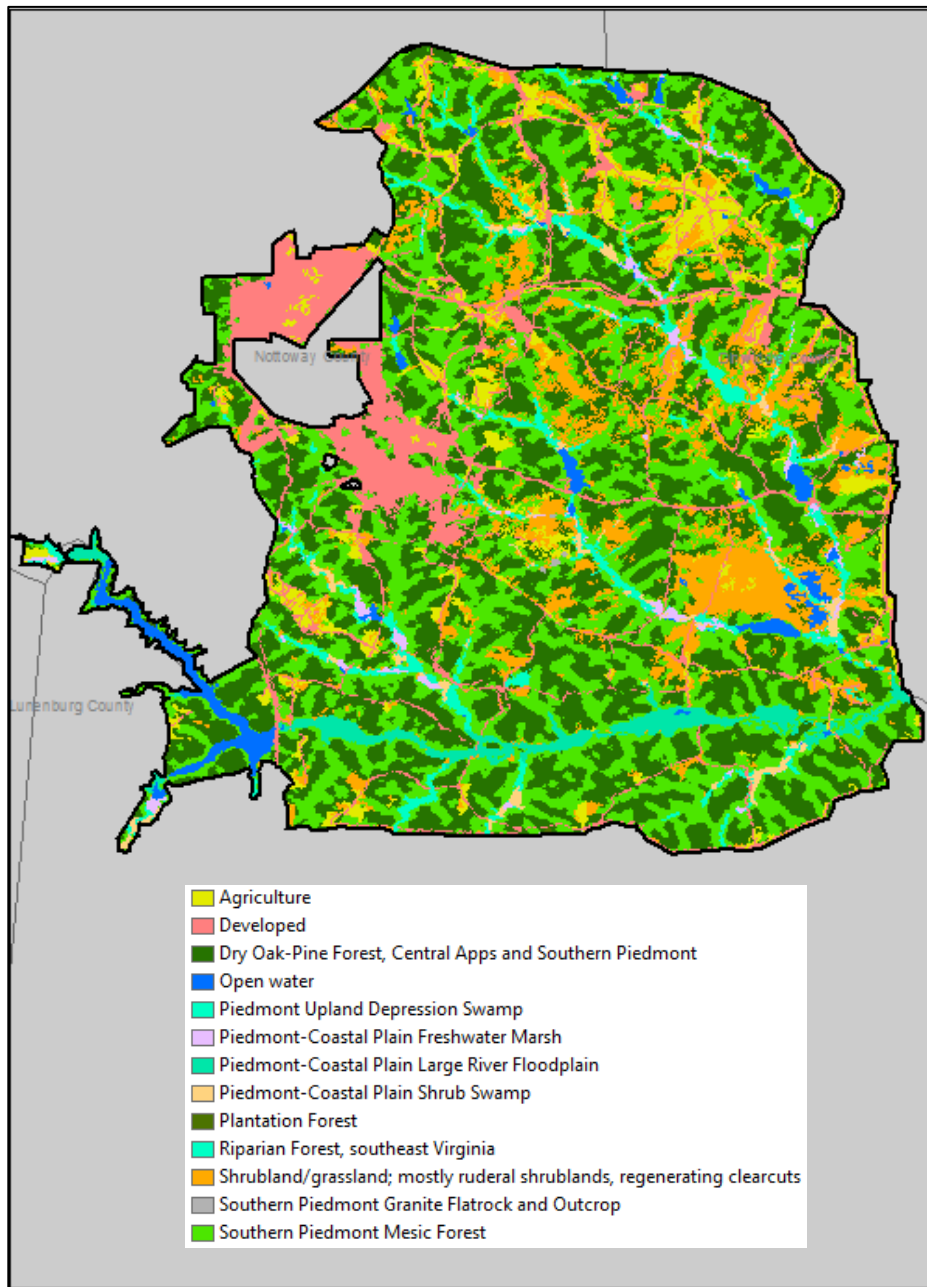 Nottoway County
County
Lunenburg County
Agriculture
Developed
Dry Oak-Pine Forest, Central Apps and Southern Piedmont
Open water
Piedmont Upland Depression Swamp
Piedmont-Coastal Plain Freshwater Marsh
Piedmont-Coastal Plain Large River Floodplain
Piedmont-Coastal Plain Shrub Swamp
Plantation Forest
Riparian Forest, southeast Virginia
Shrubland/grassland; mostly ruderal shrublands, regenerating clearcuts
Southern Piedmont Granite Flatrock and Outcrop
Southern Piedmont Mesic Forest